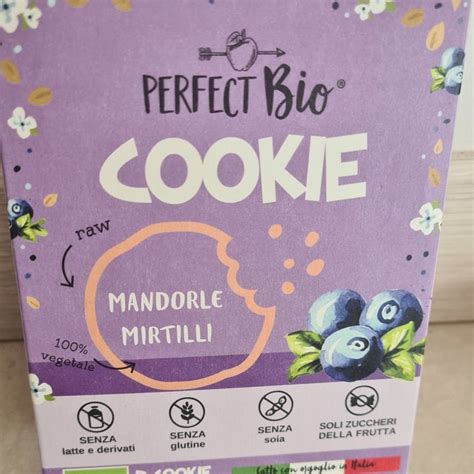 PERFECT Bio®
COOKIE
raw
MANDORLE
MIRTILLI
100%
vegetale
SENZA
latte e derivati
SENZA
glutine
SENZA
soia
SOLI ZUCCHERI
DELLA FRUTTA
COOKIE
fatto con orgoglio in Italia